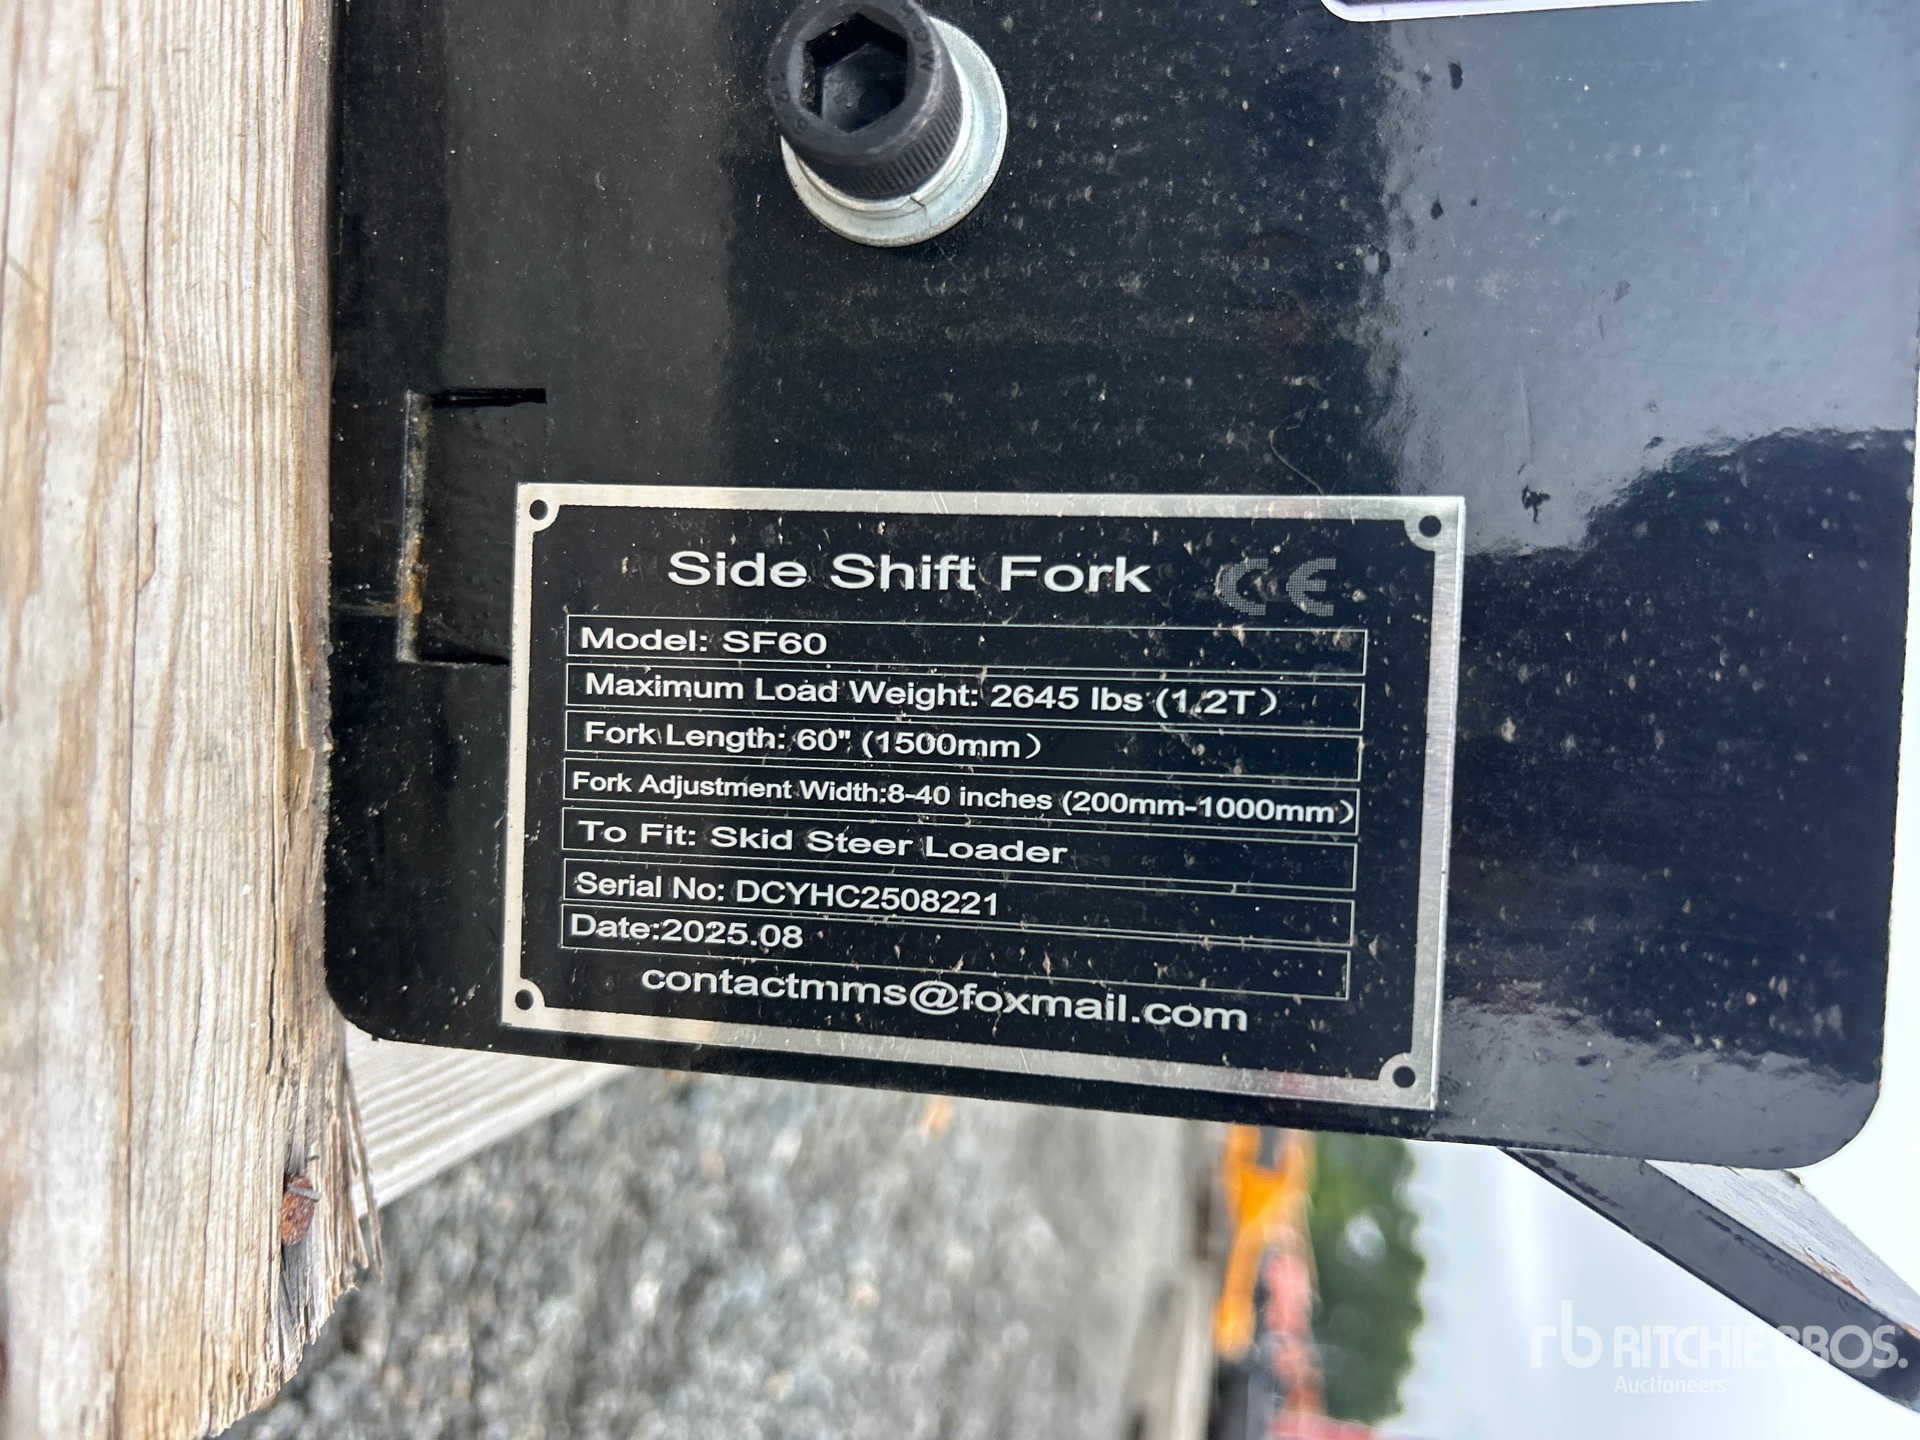 Side Shift Fork CE
Model: SF60
Maximum Load Weight: 2645 lbs (1.2T)
Fork Length: 60" (1500mm)
Fork Adjustment Width:8-40 inches (200mm-1000mm)
To Fit: Skid Steer Loader
Serial No: DCYHC2508221
Date:2025.08
contactmms@foxmail.com
rb RITCHIE BROS.
Auctioneers